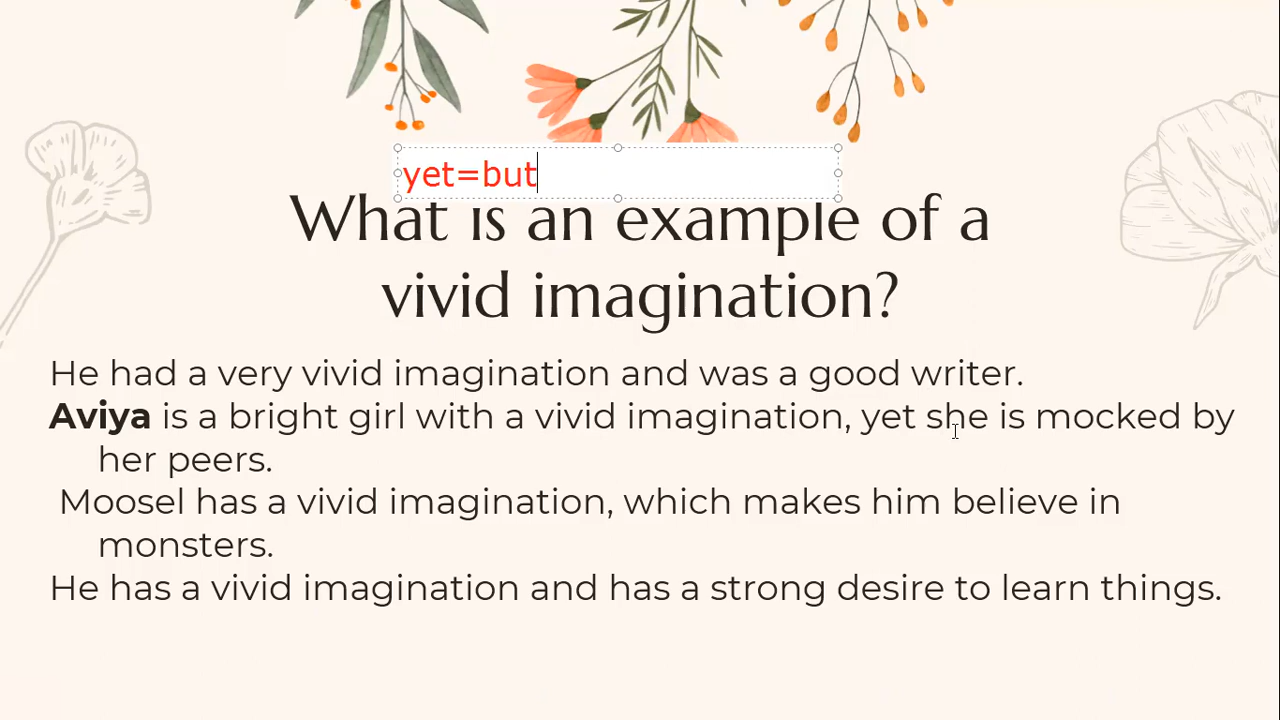 yet=but
What is an example of a
vivid imagination?
He had a very vivid imagination and was a good writer.
Aviya is a bright girl with a vivid imagination, yet she is mocked by
her peers.
Moosel has a vivid imagination, which makes him believe in
monsters.
He has a vivid imagination and has a strong desire to learn things.